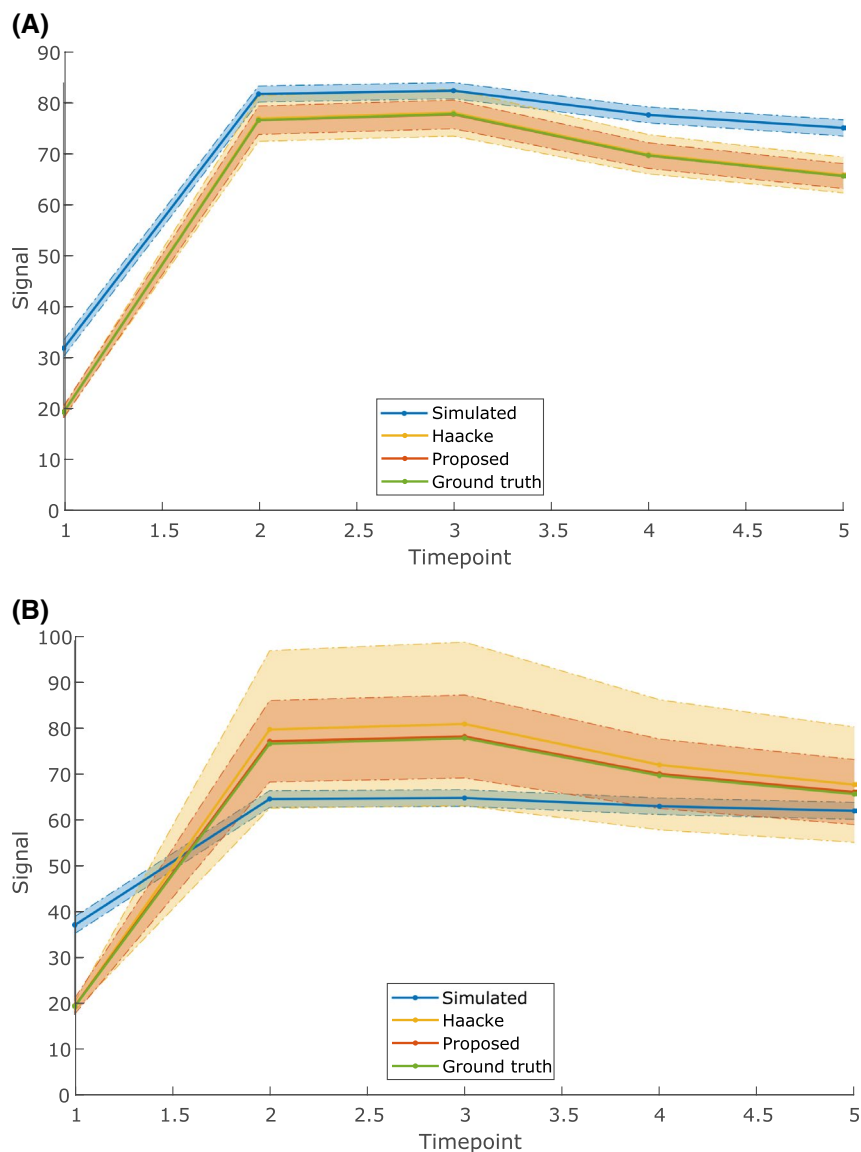 (A)
90
80
70
60
50
40
30
20
10
0
Signal
Simulated
Haacke
Proposed
Ground truth
1 1.5 2 2.5 3 3.5 4 4.5 5
Timepoint
(B)
100
90
80
70
60
50
40
30
20
10
0
Signal
Simulated
Haacke
Proposed
Ground truth
1 1.5 2 2.5 3 3.5 4 4.5 5
Timepoint